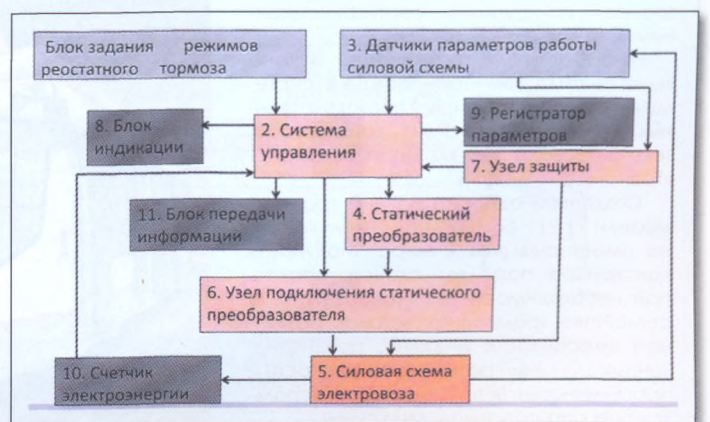 Блок задания режимов
реостатного тормоза
3. Датчики параметров работы
силовой схемы
8. Блок
индикации
2. Система
управления
9. Регистратор
параметров
7. Узел защиты
11. Блок передачи
информации
4. Статический
преобразователь
6. Узел подключения статического
преобразователя
10. Счетчик
электроэнергии
5. Силовая схема
электровоза